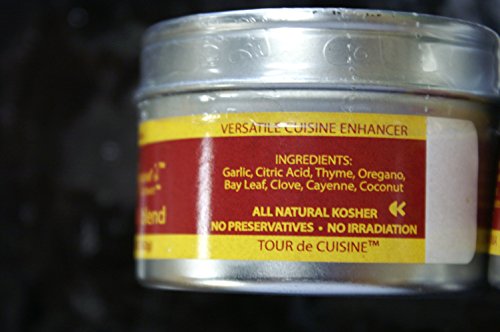 VERSATILE CUISINE ENHANCER
INGREDIENTS:
Garlic, Citric Acid, Thyme, Oregano,
Bay Leaf, Clove, Cayenne, Coconut
ALL NATURAL KOSHER K
NO PRESERVATIVES • NO IRRADIATION
TOUR de CUISINE™
blend